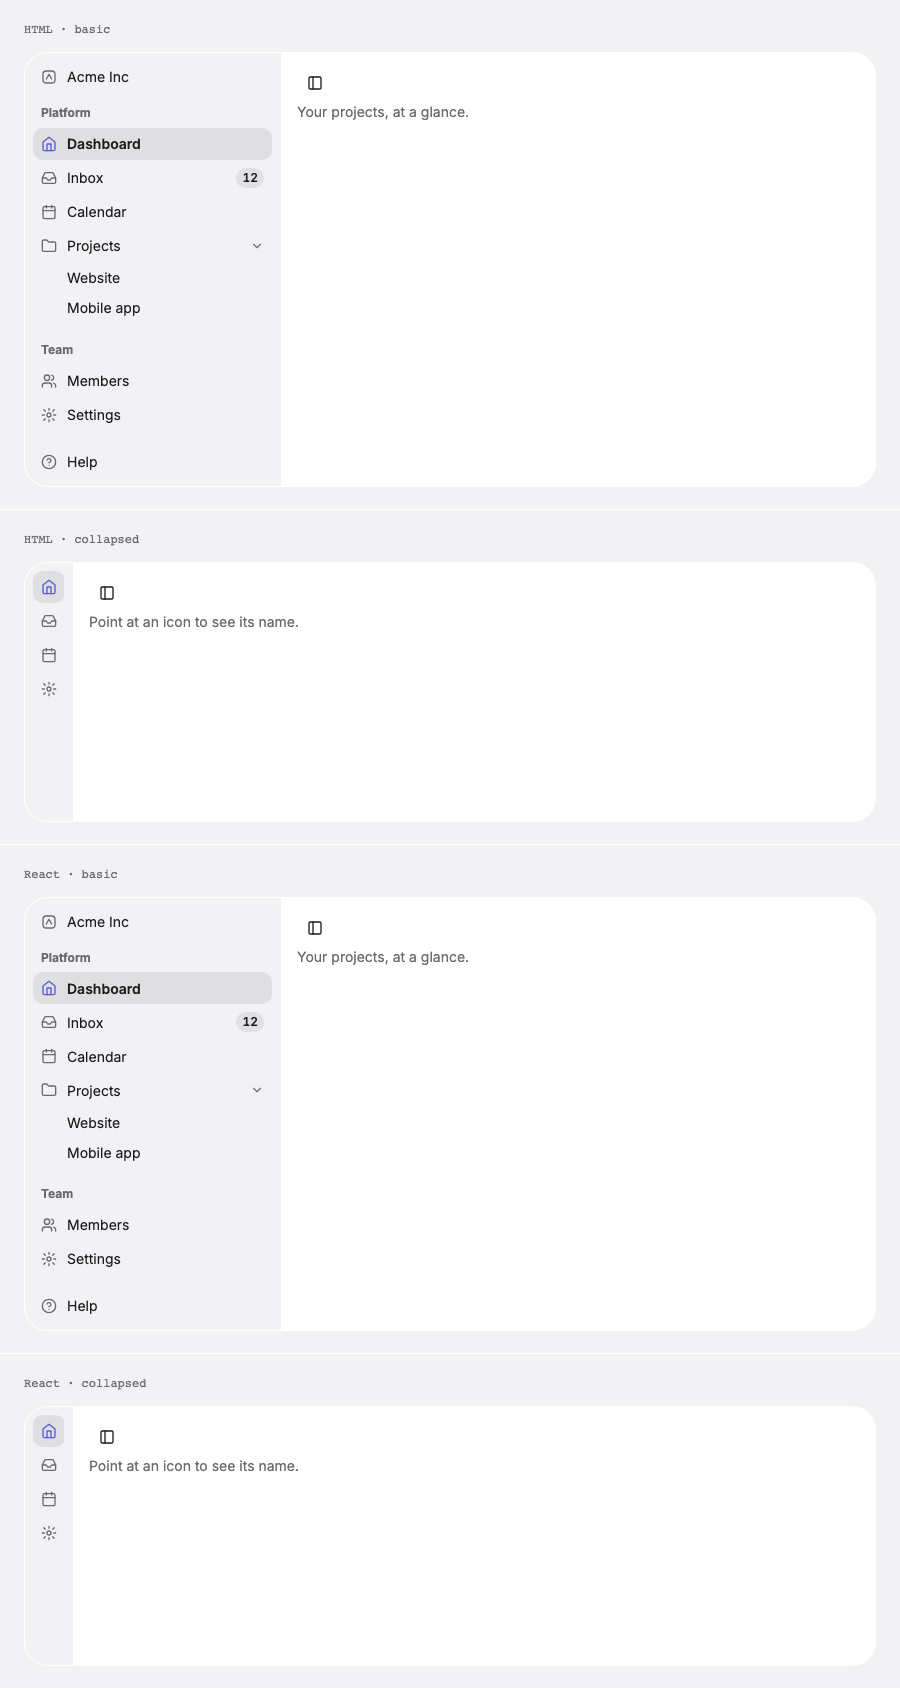 HTML · basic
Acme Inc
Platform
Dashboard
Inbox 12
Calendar
Projects
Website
Mobile app
Team
Members
Settings
Help
Your projects, at a glance.
HTML · collapsed
Point at an icon to see its name.
React · basic
Acme Inc
Platform
Dashboard
Inbox 12
Calendar
Projects
Website
Mobile app
Team
Members
Settings
Help
Your projects, at a glance.
React · collapsed
Point at an icon to see its name.